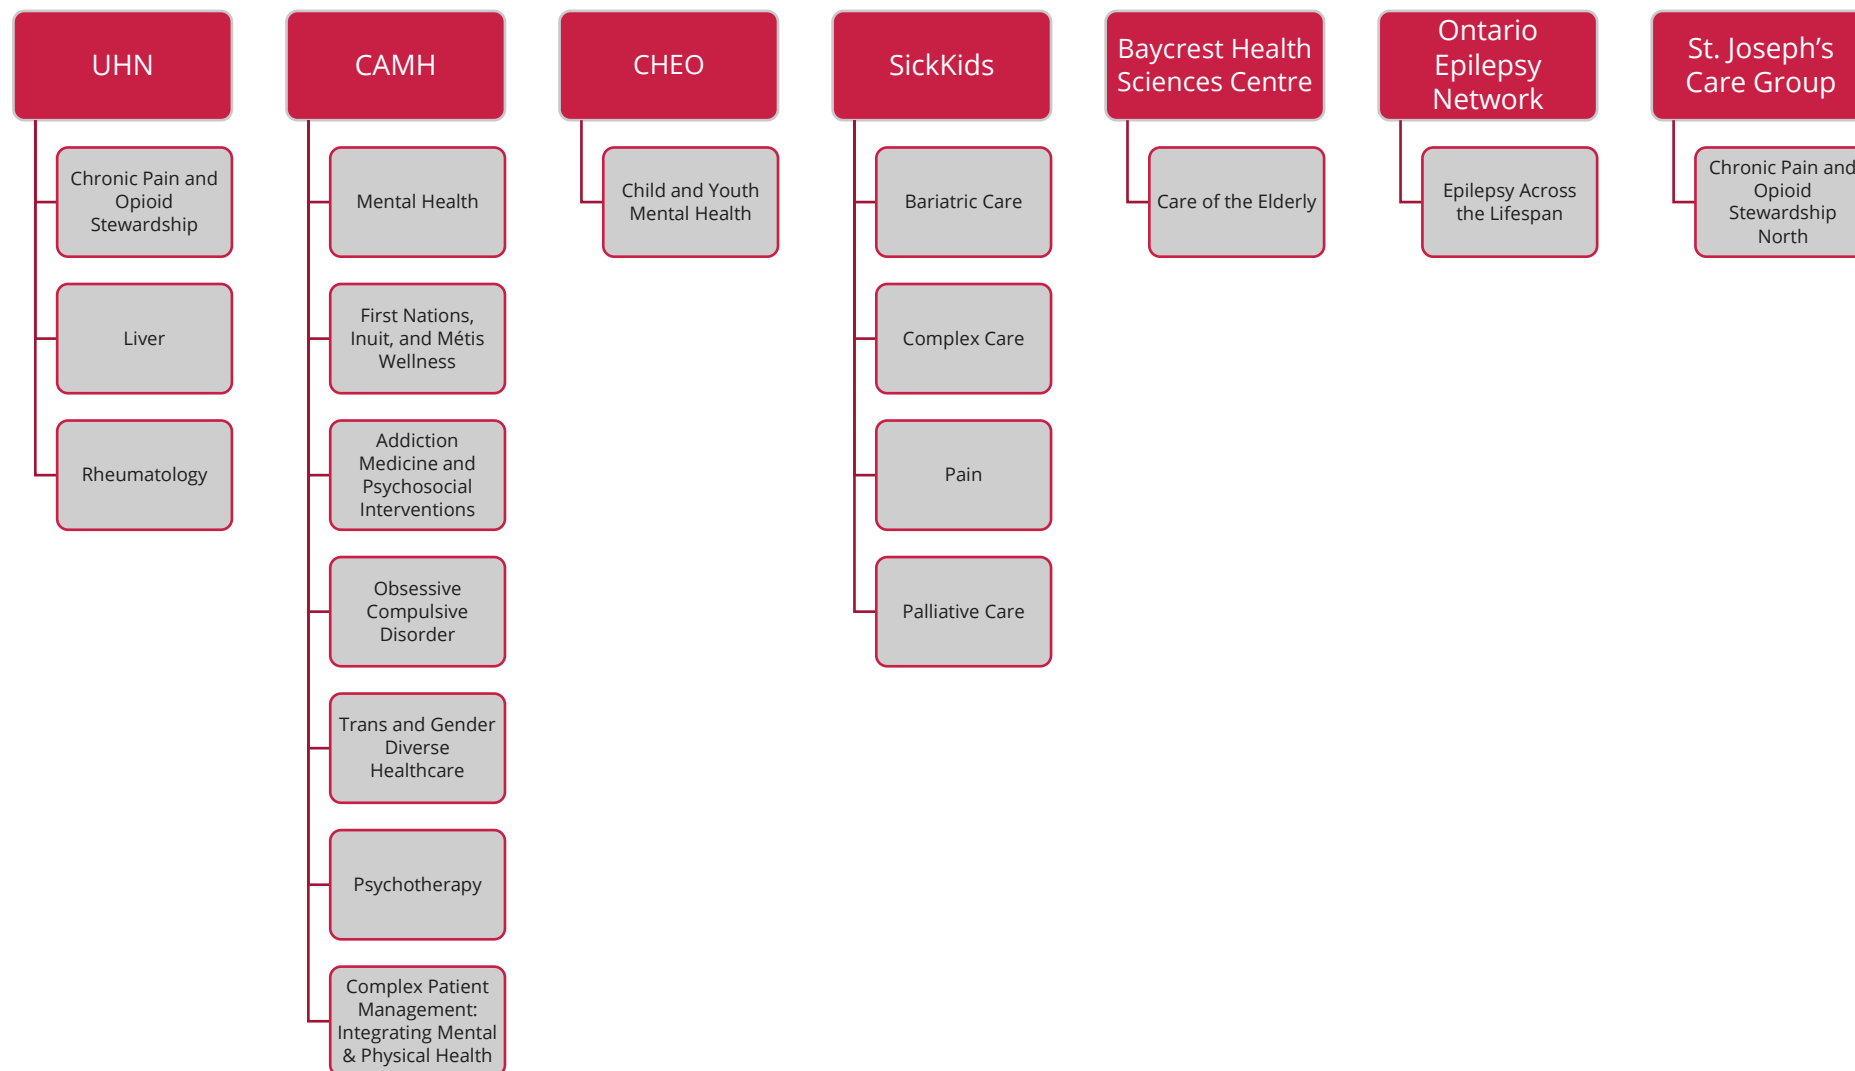 UHN
Chronic Pain and
Opioid
Stewardship
Liver
Rheumatology
CAMH
Mental Health
First Nations,
Inuit, and Métis
Wellness
Addiction
Medicine and
Psychosocial
Interventions
Obsessive
Compulsive
Disorder
Trans and Gender
Diverse
Healthcare
Psychotherapy
Complex Patient
Management:
Integrating Mental
& Physical Health
CHEO
Child and Youth
Mental Health
SickKids
Bariatric Care
Complex Care
Pain
Palliative Care
Baycrest Health
Sciences Centre
Care of the Elderly
Ontario
Epilepsy
Network
Epilepsy Across
the Lifespan
St. Joseph’s
Care Group
Chronic Pain and
Opioid
Stewardship
North